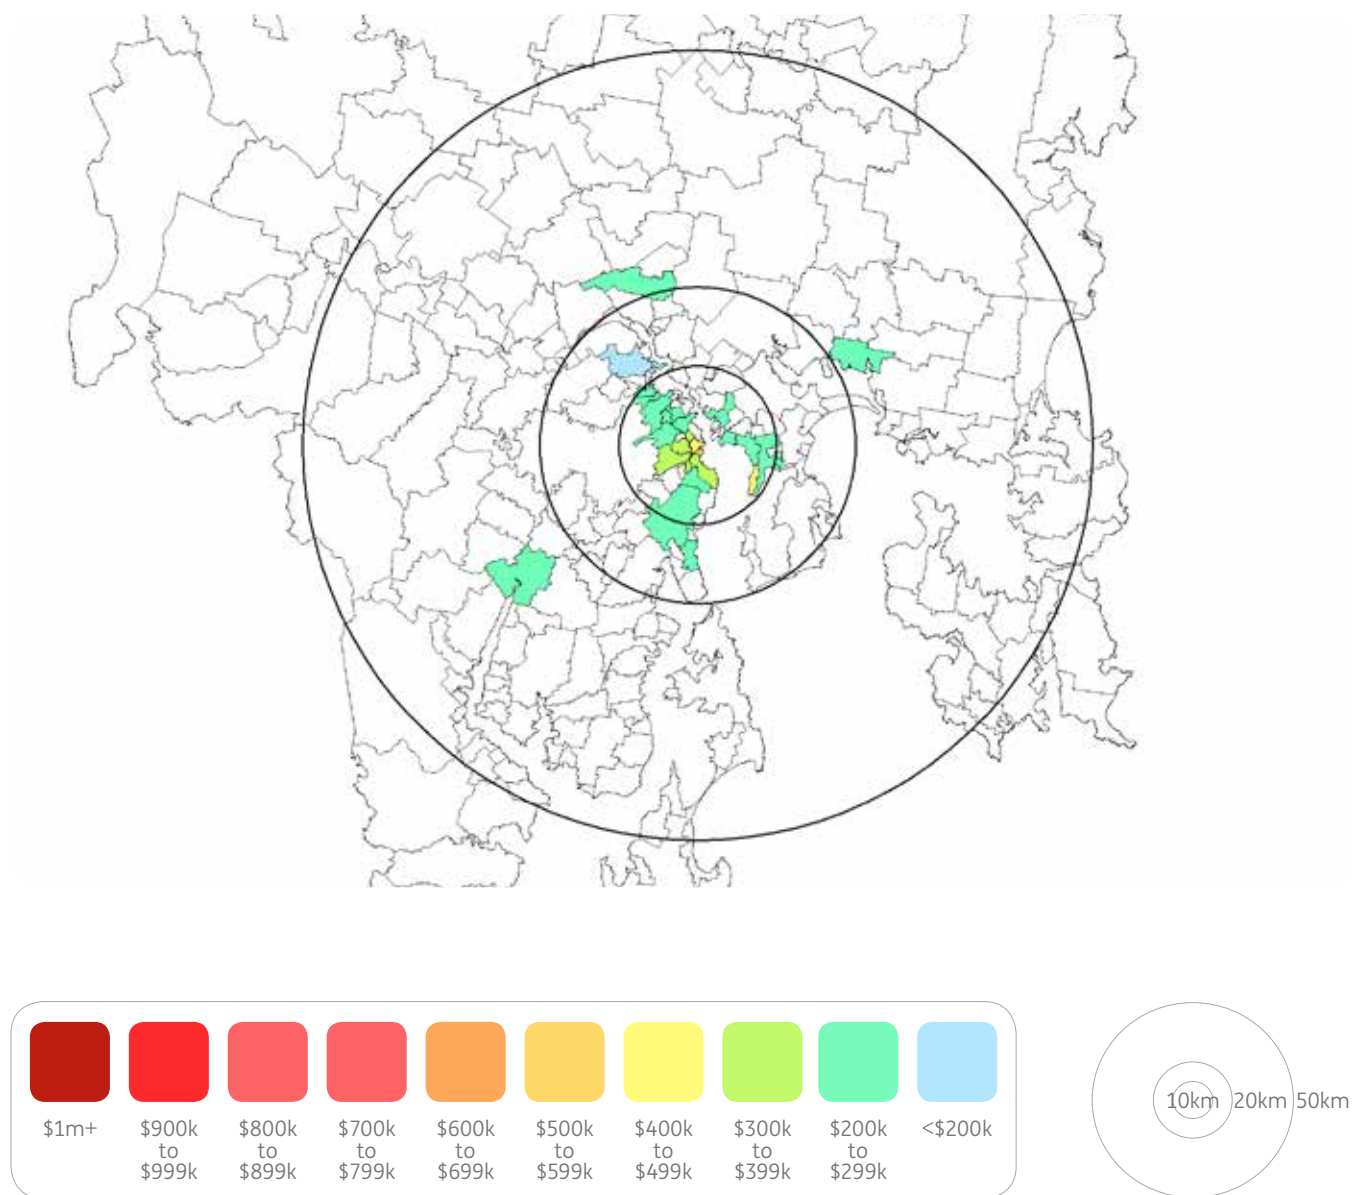 $1m+
$900k
to
$999k
$800k
to
$899k
$700k
to
$799k
$600k
to
$699k
$500k
to
$599k
$400k
to
$499k
$300k
to
$399k
$200k
to
$299k
<$200k
10km 20km 50km